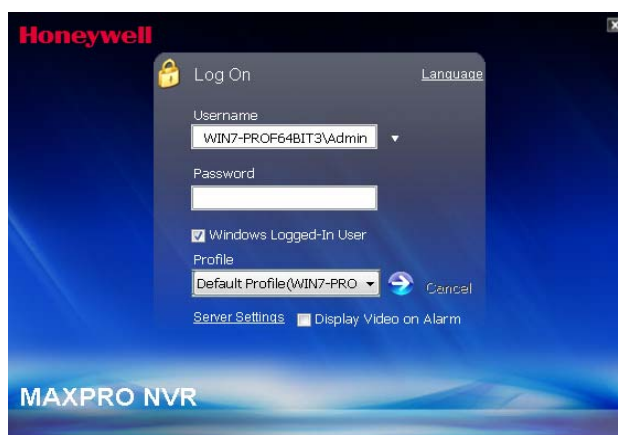 Honeywell
Log On
Language
Username
WIN7-PROF64BIT3\Admin
Password
Windows Logged-In User
Profile
Default Profile(WIN7-PRO
Cancel
Server Settings
Display Video on Alarm
MAXPRO NVR